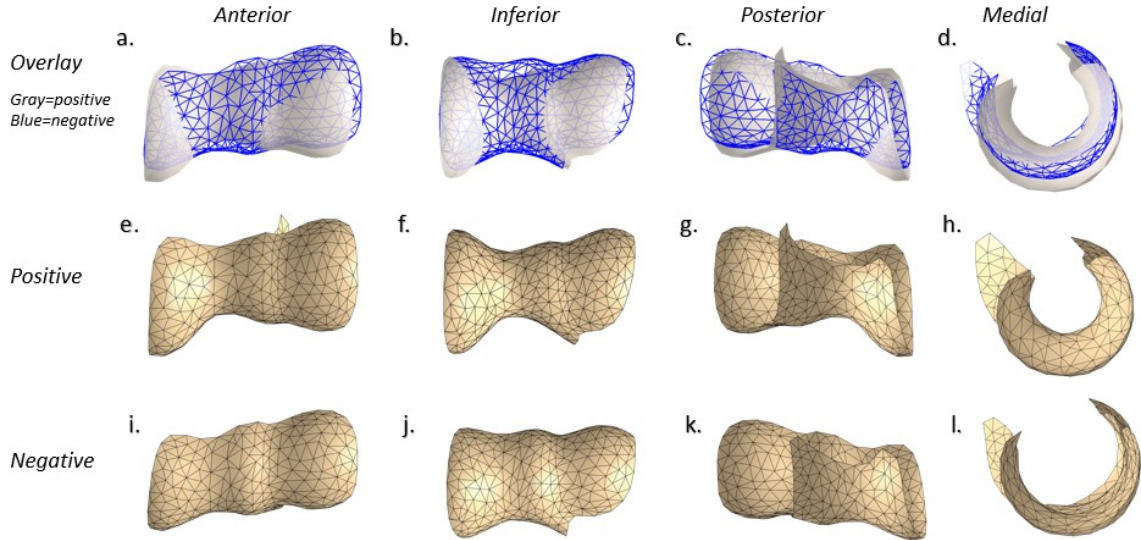 Anterior Inferior Posterior Medial
a. b. c. d.
Overlay
Gray=positive
Blue=negative
e. f. g. h.
Positive
i. j. k. l.
Negative